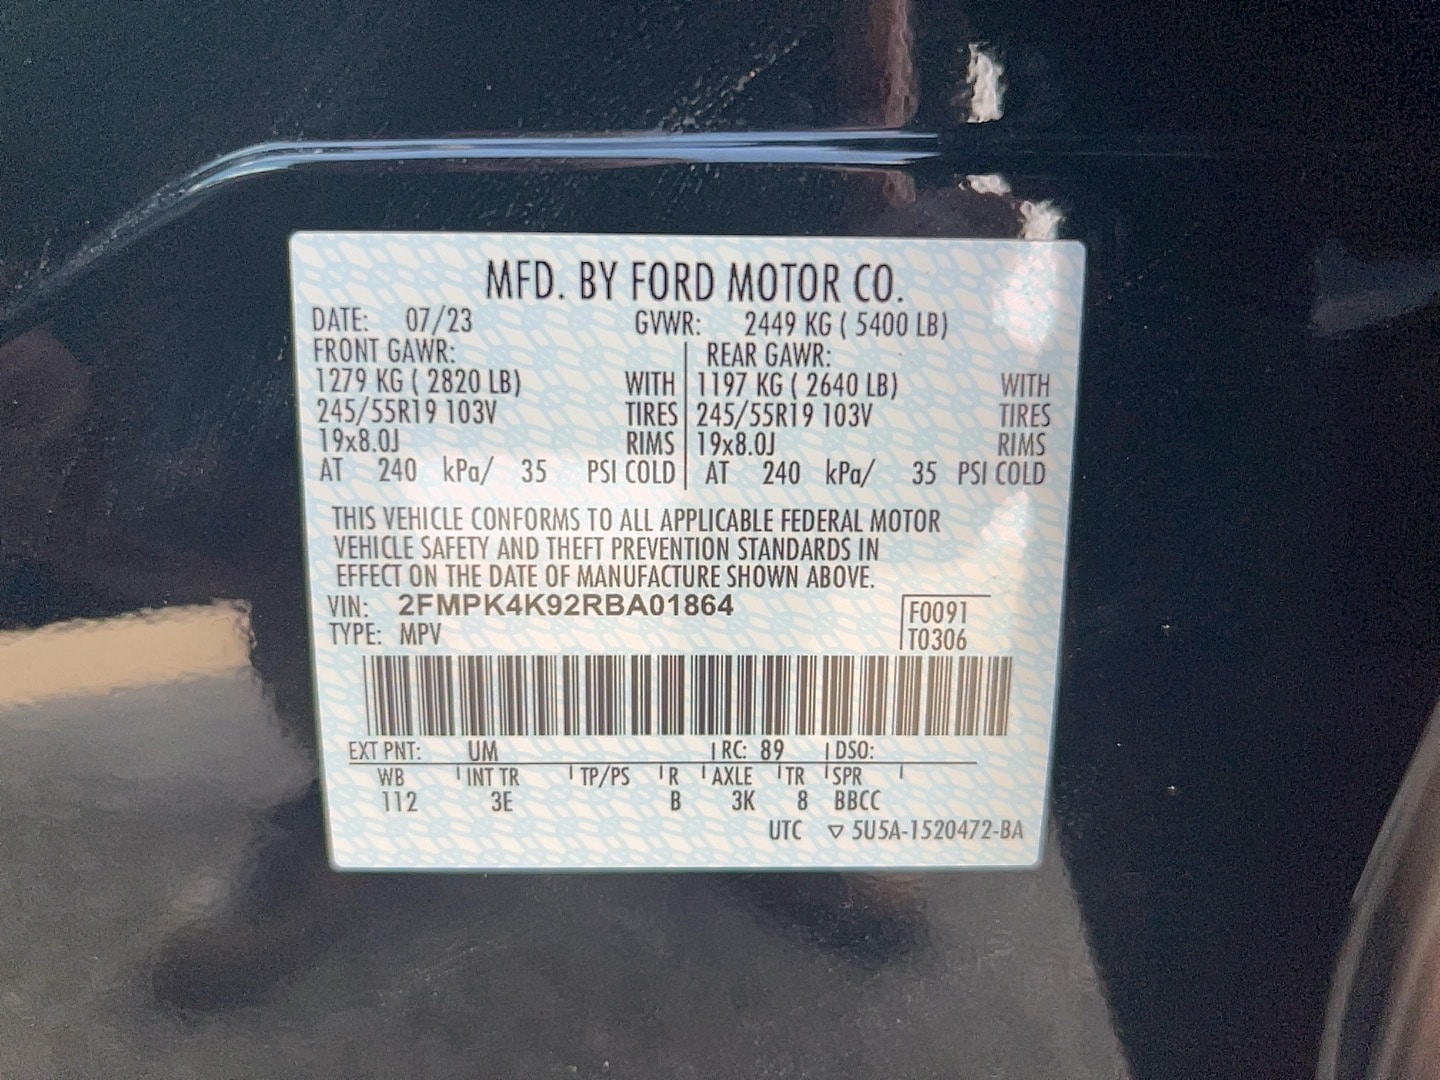 MFD. BY FORD MOTOR CO.
DATE: 07/23 GVWR: 2449 KG ( 5400 LB)
FRONT GAWR: REAR GAWR:
1279 KG ( 2820 LB) WITH 1197 KG ( 2640 LB) WITH
245/55R19 103V TIRES 245/55R19 103V TIRES
19x8.0J RIMS 19x8.0J RIMS
AT 240 kPa/ 35 PSI COLD AT 240 kPa/ 35 PSI COLD
THIS VEHICLE CONFORMS TO ALL APPLICABLE FEDERAL MOTOR
VEHICLE SAFETY AND THEFT PREVENTION STANDARDS IN
EFFECT ON THE DATE OF MANUFACTURE SHOWN ABOVE.
VIN: 2FMPK4K92RBA01864 F0091
TYPE: MPV T0306
EXT PNT: UM RC: 89 DSO:
WB INT TR TP/PS R AXLE TR SPR
112 3E B 3K 8 BBCC
UTC ▽ 5U5A-1520472-BA